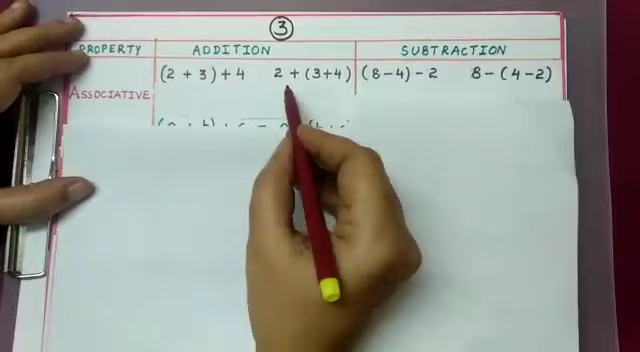 3
PROPERTY ADDITION SUBTRACTION
(2 + 3) + 4 2 + (3+4) (8-4) - 2 8 - (4-2)
ASSOCIATIVE